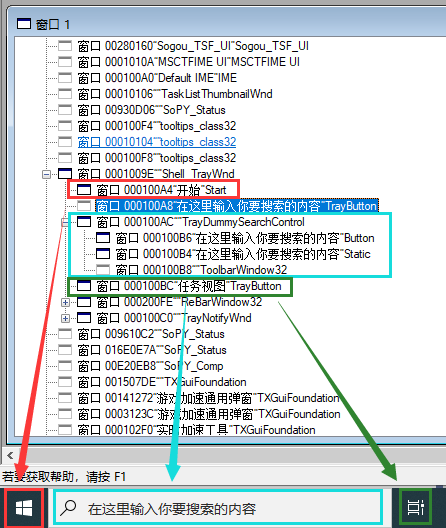 窗口 1
窗口 00280160"Sogou_TSF_UI"Sogou_TSF_UI
窗口 0001010A"MSCTFIME UI"MSCTFIME UI
窗口 000100A0"Default IME"IME
窗口 00010106""TaskListThumbnailWnd
窗口 00930D06""SoPY_Status
窗口 000100F4""tooltips_class32
窗口 00010104""tooltips_class32
窗口 000100F8""tooltips_class32
窗口 0001009E""Shell_TrayWnd
窗口 000100A4"开始"Start
窗口 000100A8"在这里输入你要搜索的内容"TrayButton
窗口 000100AC""TrayDummySearchControl
窗口 000100B6"在这里输入你要搜索的内容"Button
窗口 000100B4"在这里输入你要搜索的内容"Static
窗口 000100B8""ToolbarWindow32
窗口 000100BC"任务视图"TrayButton
窗口 000200FE""ReBarWindow32
窗口 000100C0""TrayNotifyWnd
窗口 009610C2""SoPY_Status
窗口 016E0E7A""SoPY_Status
窗口 00E20EB8""SoPY_Comp
窗口 001507DE""TXGuiFoundation
窗口 00141272"游戏加速通用弹窗"TXGuiFoundation
窗口 0003123C"游戏加速通用弹窗"TXGuiFoundation
窗口 000102F0"实时加速工具"TXGuiFoundation
若要获取帮助，请按 F1
在这里输入你要搜索的内容